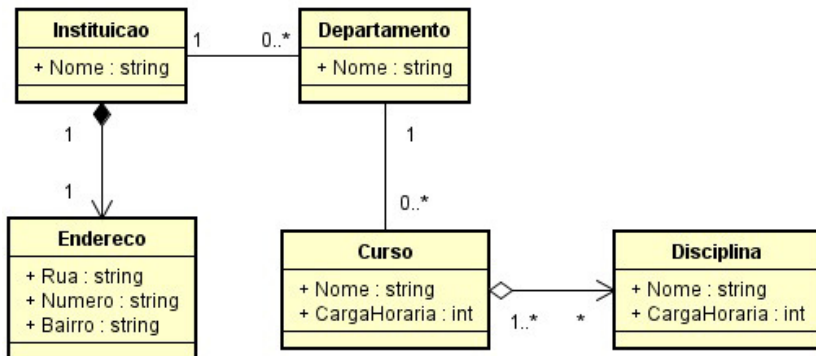 Instituicao
+ Nome : string
1
0..*
Departamento
+ Nome : string
1
1
1
0..*
Endereco
+ Rua : string
+ Numero : string
+ Bairro : string
Curso
+ Nome : string
+ CargaHoraria : int
1..*
*
Disciplina
+ Nome : string
+ CargaHoraria : int